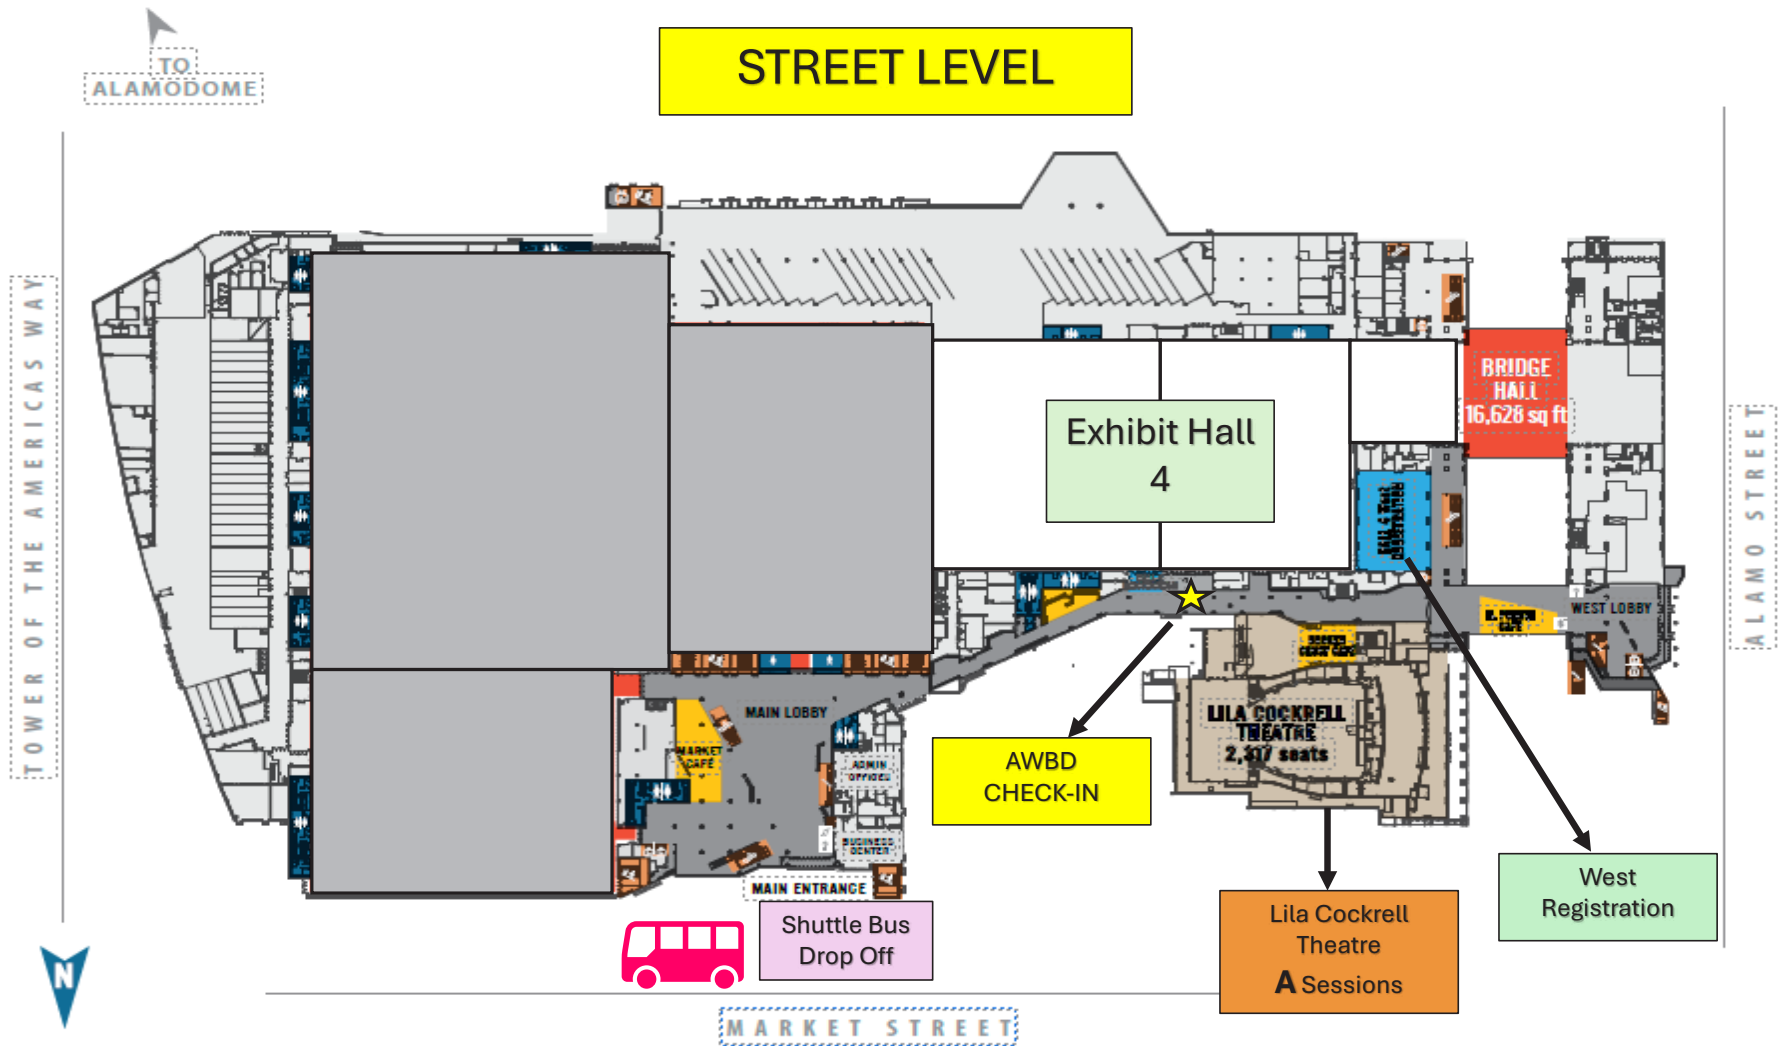 TO
ALAMODOME
STREET LEVEL
TOWER OF THE AMERICAS WAY
ALAMO STREET
BRIDGE
HALL
16,628 sq ft
Exhibit Hall
4
WEST LOBBY
MAIN LOBBY
MARKET
CAFÉ
ADMIN
OFFICES
BUSINESS
CENTER
MAIN ENTRANCE
LILA COCKRELL
THEATRE
2,317 seats
AWBD
CHECK-IN
Shuttle Bus
Drop Off
Lila Cockrell
Theatre
A Sessions
West
Registration
N
MARKET STREET